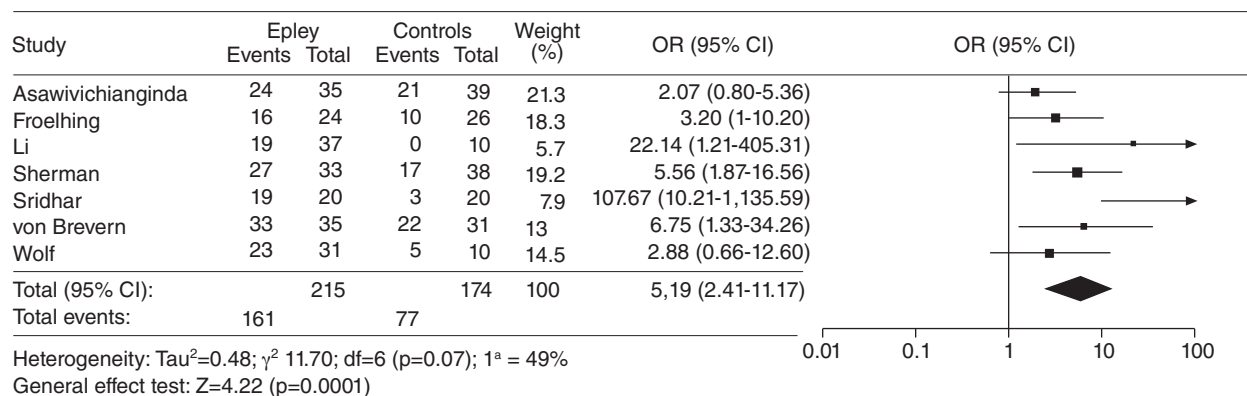 Study Epley Controls Weight (%) OR (95% CI) OR (95% CI)
Events Total Events Total
Asawivichianginda 24 35 21 39 21.3 2.07 (0.80-5.36)
Froelhing 16 24 10 26 18.3 3.20 (1-10.20)
Li 19 37 0 10 5.7 22.14 (1.21-405.31)
Sherman 27 33 17 38 19.2 5.56 (1.87-16.56)
Sridhar 19 20 3 20 7.9 107.67 (10.21-1,135.59)
von Brevern 33 35 22 31 13 6.75 (1.33-34.26)
Wolf 23 31 5 10 14.5 2.88 (0.66-12.60)
Total (95% CI): 215 174 100 5,19 (2.41-11.17)
Total events: 161 77
0.01 0.1 1 10 100
Heterogeneity: Tau²=0.48; γ² 11.70; df=6 (p=0.07); 1ª = 49%
General effect test: Z=4.22 (p=0.0001)